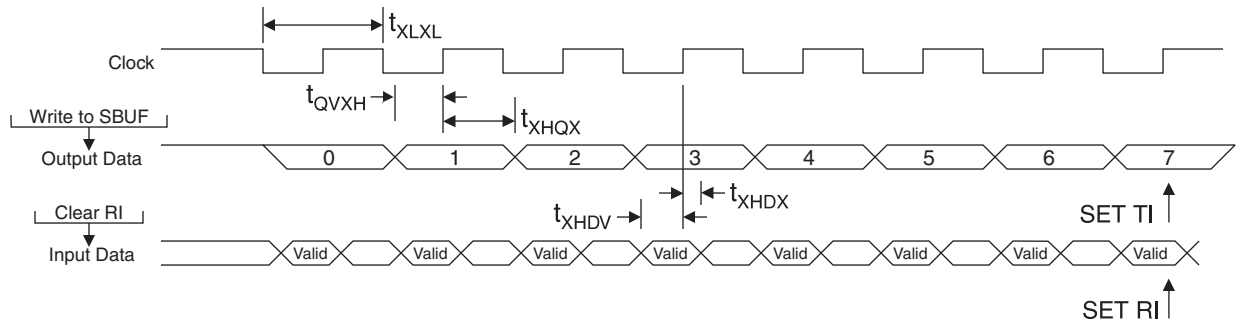 tXLXL
Clock
tQVXH
tXHQX
Write to SBUF
Output Data
0 1 2 3 4 5 6 7
tXHDX
tXHDV
SET TI
Clear RI
Input Data
Valid Valid Valid Valid Valid Valid Valid Valid
SET RI